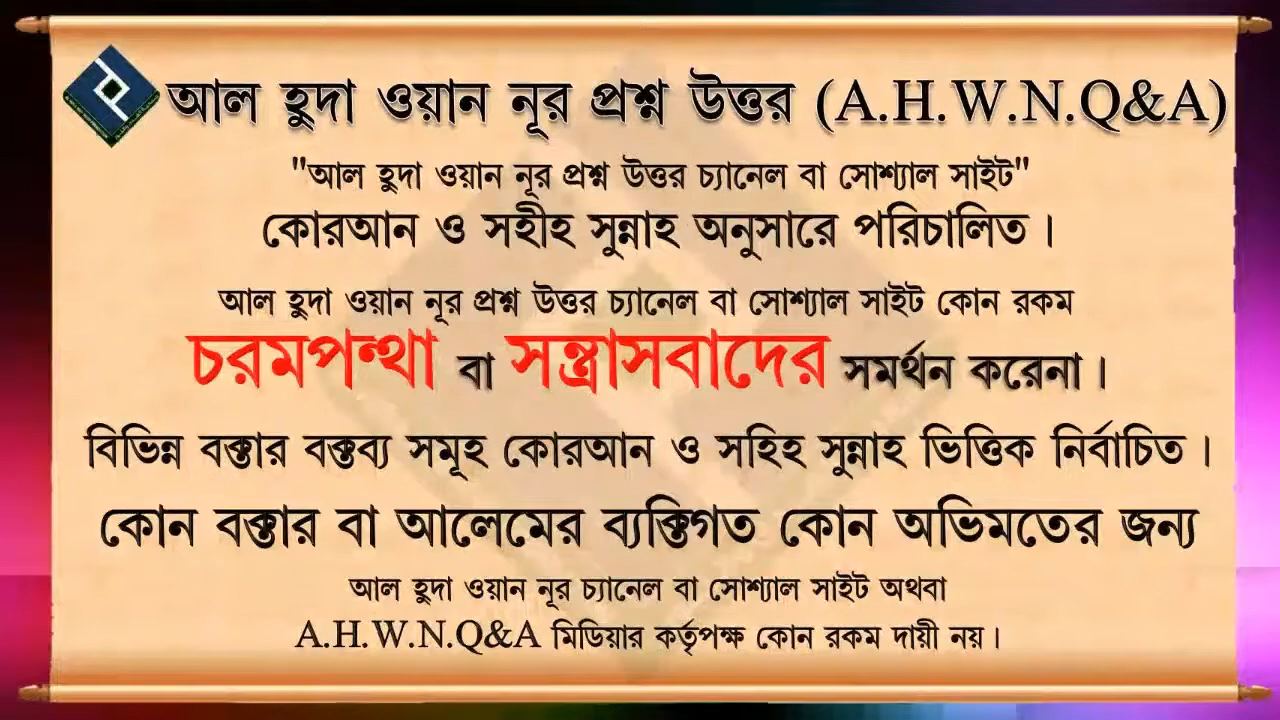 আল হুদা ওয়ান নূর প্রশ্ন উত্তর (A.H.W.N.Q&A)
"আল হুদা ওয়ান নূর প্রশ্ন উত্তর চ্যানেল বা সোশ্যাল সাইট"
কোরআন ও সহীহ সুন্নাহ অনুসারে পরিচালিত।
আল হুদা ওয়ান নূর প্রশ্ন উত্তর চ্যানেল বা সোশ্যাল সাইট কোন রকম
চরমপন্থা বা সন্ত্রাসবাদের সমর্থন করেনা।
বিভিন্ন বক্তার বক্তব্য সমূহ কোরআন ও সহিহ সুন্নাহ ভিত্তিক নির্বাচিত।
কোন বক্তার বা আলেমের ব্যক্তিগত কোন অভিমতের জন্য
আল হুদা ওয়ান নূর চ্যানেল বা সোশ্যাল সাইট অথবা
A.H.W.N.Q&A মিডিয়ার কর্তৃপক্ষ কোন রকম দায়ী নয়।